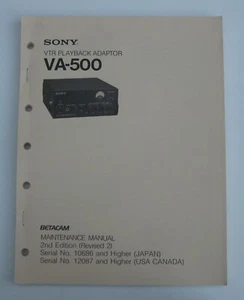 SONY
VTR PLAYBACK ADAPTOR
VA-500
BETACAM
MAINTENANCE MANUAL
2nd Edition (Revised 2)
Serial No. 10686 and Higher (JAPAN)
Serial No. 12087 and Higher (USA CANADA)